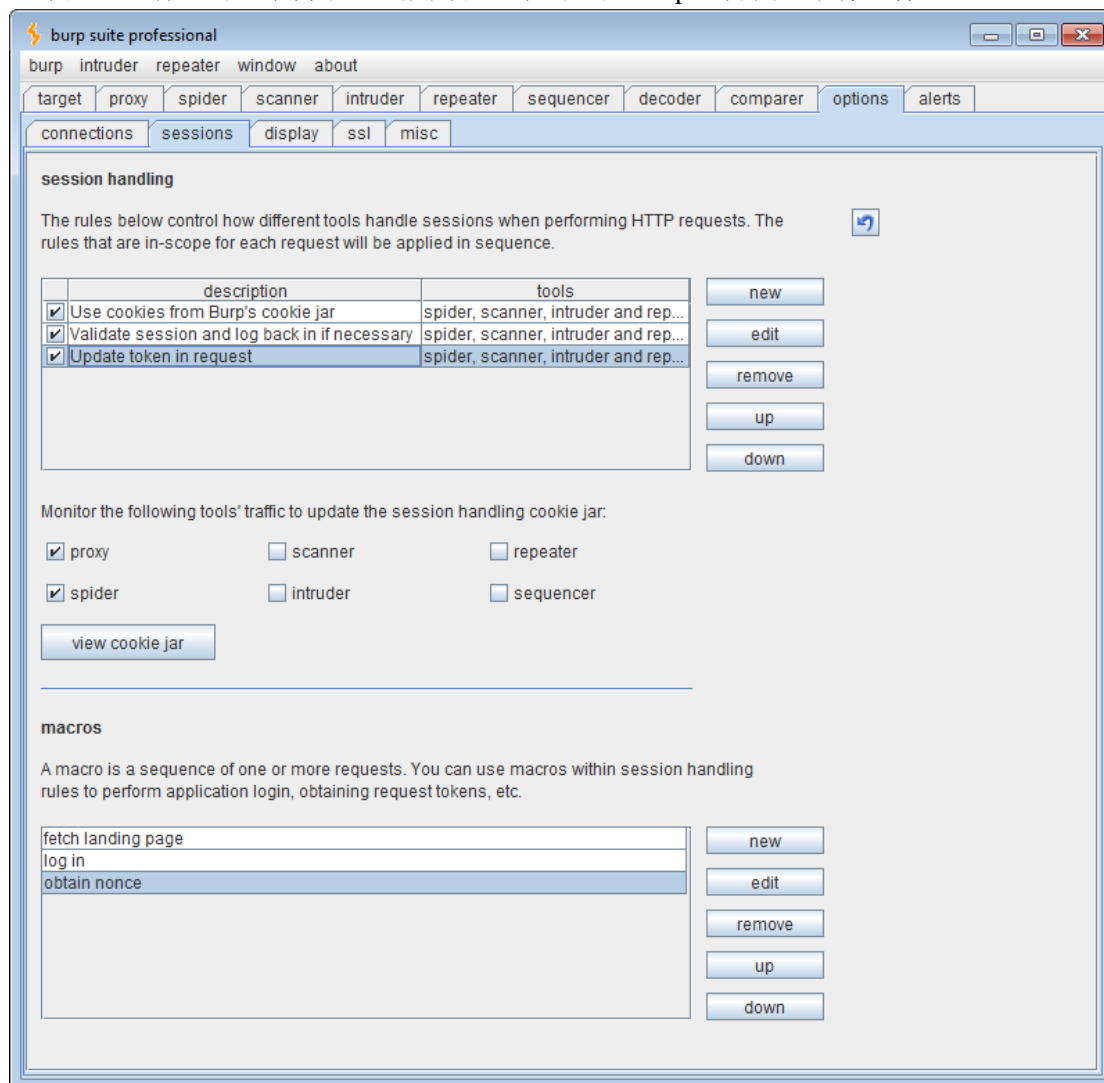 burp suite professional
burp intruder repeater window about
target proxy spider scanner intruder repeater sequencer decoder comparer options alerts
connections sessions display ssl misc
session handling
The rules below control how different tools handle sessions when performing HTTP requests. The
rules that are in-scope for each request will be applied in sequence.
description tools
Use cookies from Burp's cookie jar spider, scanner, intruder and rep...
Validate session and log back in if necessary spider, scanner, intruder and rep...
Update token in request spider, scanner, intruder and rep...
new
edit
remove
up
down
Monitor the following tools' traffic to update the session handling cookie jar:
proxy scanner repeater
spider intruder sequencer
view cookie jar
macros
A macro is a sequence of one or more requests. You can use macros within session handling
rules to perform application login, obtaining request tokens, etc.
fetch landing page
log in
obtain nonce
new
edit
remove
up
down